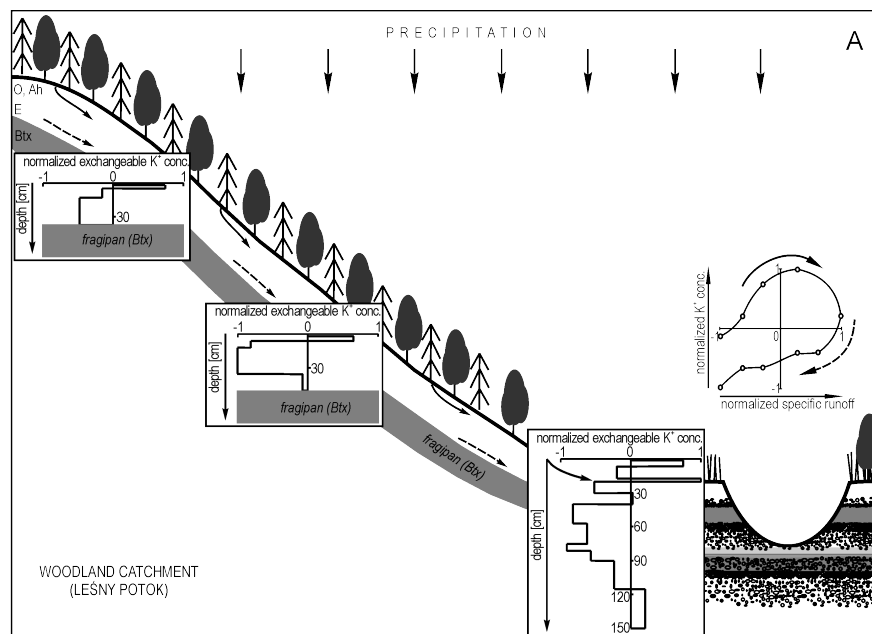 PRECIPITATION
A
O, Ah
E
Btx
normalized exchangeable K⁺ conc.
-1 0 1
depth [cm]
30
fragipan (Btx)
normalized exchangeable K⁺ conc.
-1 0 1
depth [cm]
30
fragipan (Btx)
fragipan (Btx)
normalized K⁺ conc.
1
0
1
-1
normalized specific runoff
normalized exchangeable K⁺ conc.
-1 0 1
depth [cm]
30
60
90
120
150
WOODLAND CATCHMENT
(LEŚNY POTOK)